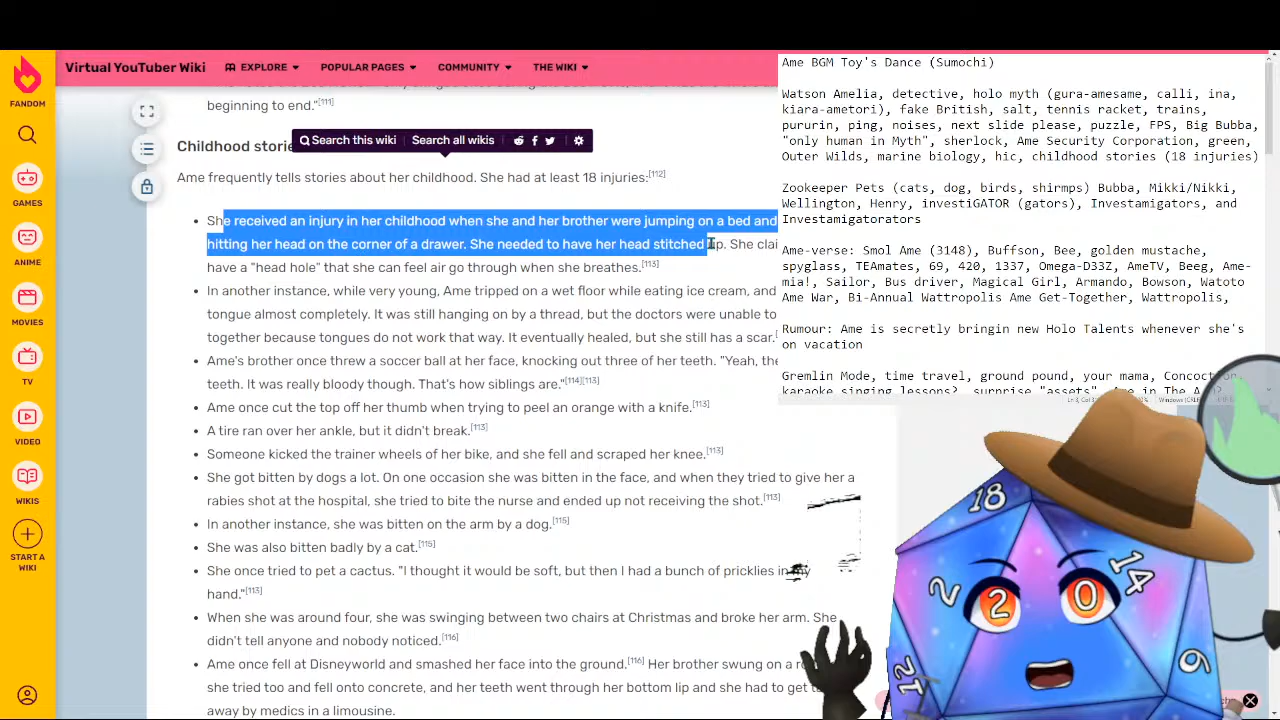 Virtual YouTuber Wiki
EXPLORE
POPULAR PAGES
COMMUNITY
THE WIKI
FANDOM
GAMES
ANIME
MOVIES
TV
VIDEO
WIKIS
START A
WIKI
beginning to end."[111]
Search this wiki
Search all wikis
Childhood storie
Ame frequently tells stories about her childhood. She had at least 18 injuries:[112]
She received an injury in her childhood when she and her brother were jumping on a bed and
hitting her head on the corner of a drawer. She needed to have her head stitched up. She clai
have a "head hole" that she can feel air go through when she breathes.[113]
In another instance, while very young, Ame tripped on a wet floor while eating ice cream, and
tongue almost completely. It was still hanging on by a thread, but the doctors were unable to
together because tongues do not work that way. It eventually healed, but she still has a scar.
Ame's brother once threw a soccer ball at her face, knocking out three of her teeth. "Yeah, the
teeth. It was really bloody though. That's how siblings are."[114][113]
Ame once cut the top off her thumb when trying to peel an orange with a knife.[113]
A tire ran over her ankle, but it didn't break.[113]
Someone kicked the trainer wheels of her bike, and she fell and scraped her knee.[113]
She got bitten by dogs a lot. On one occasion she was bitten in the face, and when they tried to give her a
rabies shot at the hospital, she tried to bite the nurse and ended up not receiving the shot.[113]
In another instance, she was bitten on the arm by a dog.[115]
She was also bitten badly by a cat.[115]
She once tried to pet a cactus. "I thought it would be soft, but then I had a bunch of pricklies in my
hand."[113]
When she was around four, she was swinging between two chairs at Christmas and broke her arm. She
didn't tell anyone and nobody noticed.[116]
Ame once fell at Disneyworld and smashed her face into the ground.[116] Her brother swung on a
she tried too and fell onto concrete, and her teeth went through her bottom lip and she had to get
away by medics in a limousine.
Ame BGM Toy's Dance (Sumochi)
Watson Amelia, detective, holo myth (gura-amesame, calli, ina,
kiara-ametori), fake British, salt, tennis racket, trains,
pururin, ping, noises, next slide please, puzzle, FPS, Big Bubba,
"only human in Myth", sherlock, gas, hic, Security Corporal, green,
Outer Wilds, marine biology, hic, childhood stories (18 injuries)
Zookeeper Pets (cats, dog, birds, shrimps) Bubba, Mikki/Nikki,
Wellington, Henry, investiGATOR (gators), Invenstigatoro and
Investamigators
Ame-verse: Smol Ame (3148), Buffsom, gremlin, detective cat,
spyglass, TEAmates, 69, 420, 1337, Omega..AmeTV, Beeg, Ame-
mia!, Sailor, Bus driver, Magical Girl, Armadog, Bowson, Watoto
Ame War, Bi-Annual Wattropolis Ame Get-Together, Wattropolis,
Rumour: Ame is secretly bringin new Holo Talents whenever she's
on vacation
Gremlin Mode, time travel, ground pound, your mama, Concoction
18
2
14
2
0
12
6